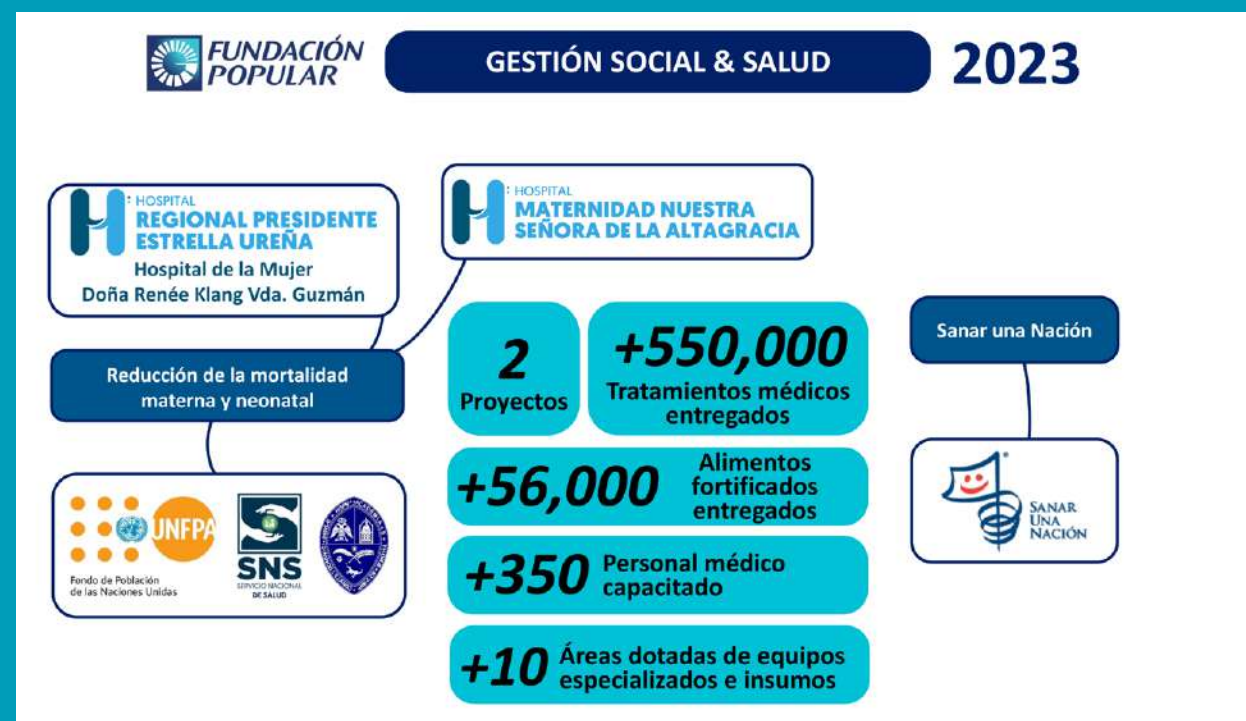 FUNDACIÓN
POPULAR
GESTIÓN SOCIAL & SALUD
2023
HOSPITAL
REGIONAL PRESIDENTE
ESTRELLA UREÑA
Hospital de la Mujer
Doña Renée Klang Vda. Guzmán
HOSPITAL
MATERNIDAD NUESTRA
SEÑORA DE LA ALTAGRACIA
Reducción de la mortalidad
materna y neonatal
UNFPA
Fondo de Población
de las Naciones Unidas
SNS
SERVICIO NACIONAL
DE SALUD
2
Proyectos
+550,000
Tratamientos médicos
entregados
+56,000
Alimentos
fortificados
entregados
+350
Personal médico
capacitado
+10
Áreas dotadas de equipos
especializados e insumos
Sanar una Nación
SANAR
UNA
NACIÓN